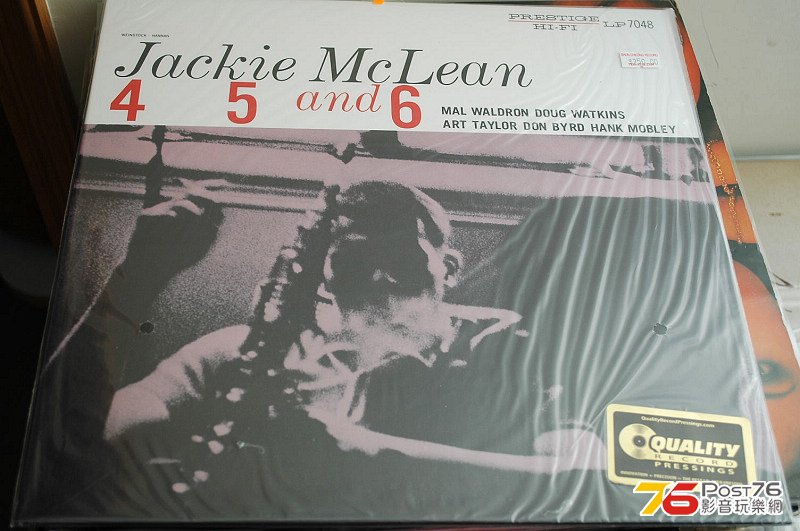 WEINSTOCK - HANNAN
PRESTIGE
HI-FI
LP 7048
Jackie McLean
4 5 and 6
MAL WALDRON DOUG WATKINS
ART TAYLOR DON BYRD HANK MOBLEY
QualityRecordPressings.com
QUALITY
RECORD
PRESSINGS
76 Post76
影音玩樂網